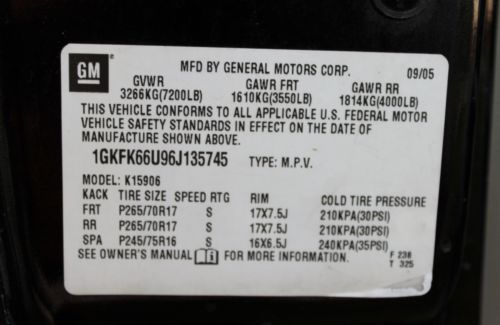 GM
MFD BY GENERAL MOTORS CORP. 09/05
GVWR GAWR FRT GAWR RR
3266KG(7200LB) 1610KG(3550LB) 1814KG(4000LB)
THIS VEHICLE CONFORMS TO ALL APPLICABLE U.S. FEDERAL MOTOR
VEHICLE SAFETY STANDARDS IN EFFECT ON THE DATE OF
MANUFACTURE SHOWN ABOVE.
1GKFK66U96J135745 TYPE: M.P.V.
MODEL: K15906
KACK TIRE SIZE SPEED RTG RIM COLD TIRE PRESSURE
FRT P265/70R17 S 17X7.5J 210KPA(30PSI)
RR P265/70R17 S 17X7.5J 210KPA(30PSI)
SPA P245/75R16 S 16X6.5J 240KPA(35PSI)
SEE OWNER'S MANUAL FOR MORE INFORMATION. F 238
T 325